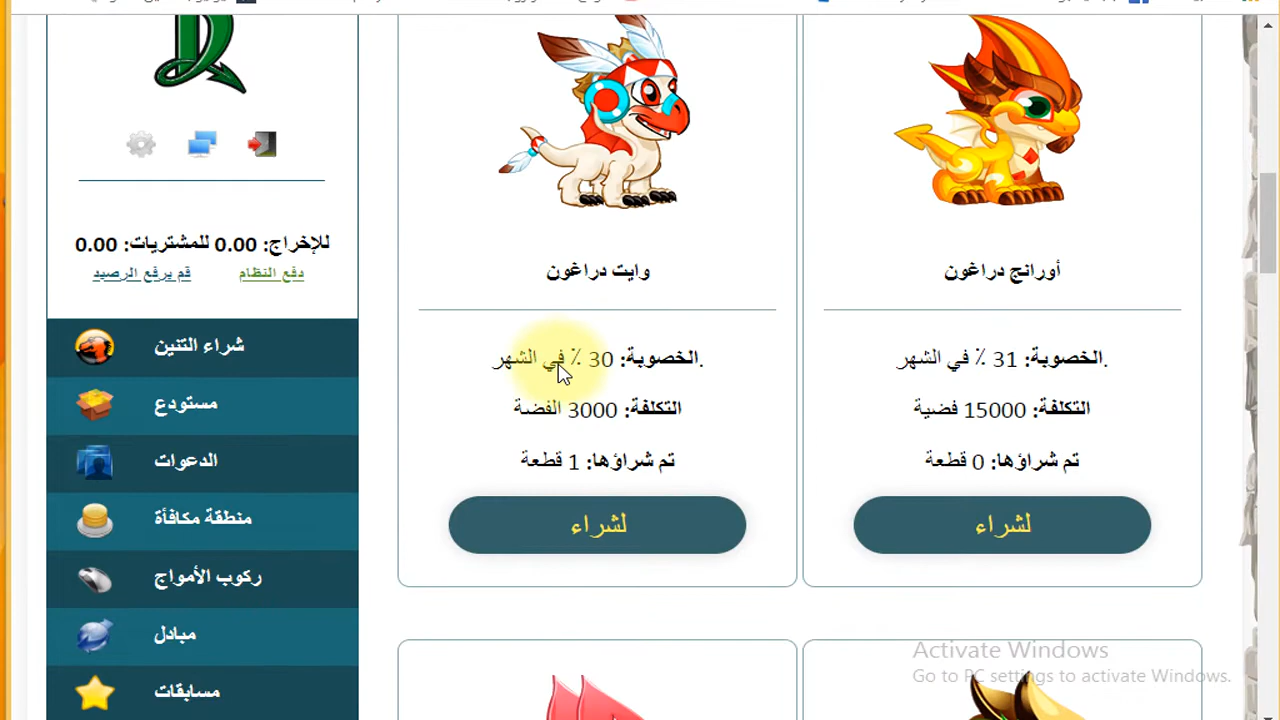 للإخراج: 0.00 للمشتريات: 0.00
دفع النظام
قم يرفع الرصيد
شراء التنين
مستودع
الدعوات
منطقة مكافأة
ركوب الأمواج
مبادل
مسابقات
أورانج دراغون
الخصوبة: 31 ٪ في الشهر.
التكلفة: 15000 فضية
تم شراؤها: 0 قطعة
لشراء
وايت دراغون
الخصوبة: 30 ٪ في الشهر.
التكلفة: 3000 الفضة
تم شراؤها: 1 قطعة
لشراء
Activate Windows
Go to PC settings to activate Windows.